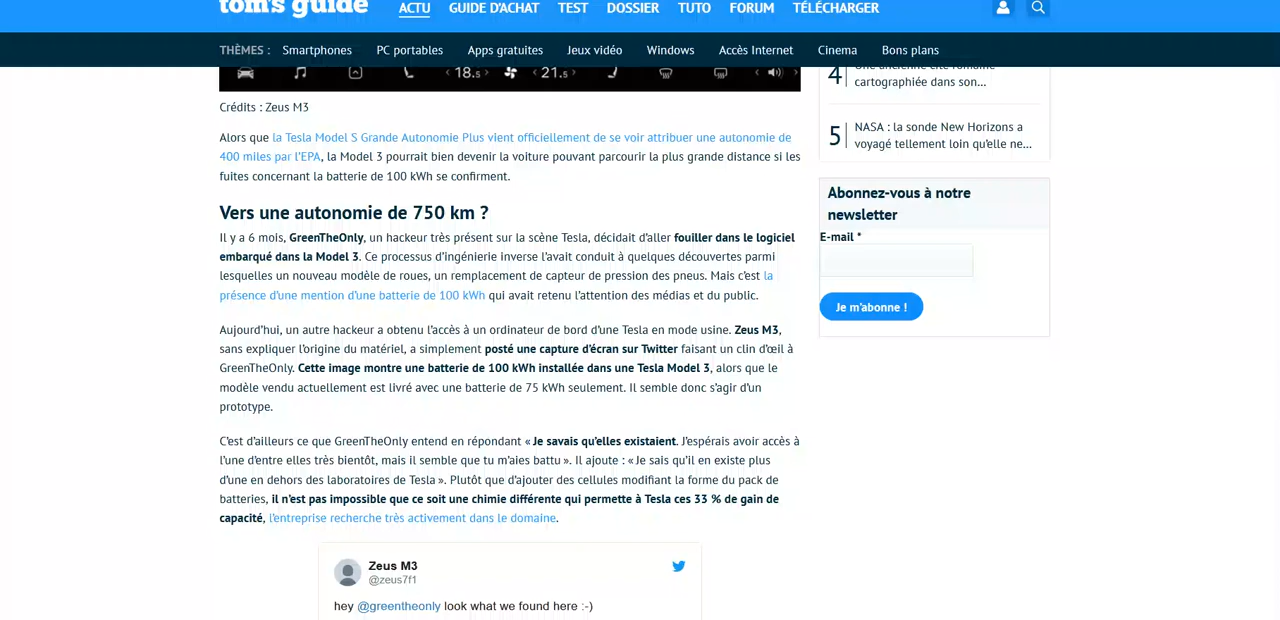 tom's guide
ACTU GUIDE D'ACHAT TEST DOSSIER TUTO FORUM TÉLÉCHARGER
THÈMES : Smartphones PC portables Apps gratuites Jeux vidéo Windows Accès Internet Cinema Bons plans
18.5 21.5
Crédits : Zeus M3
Alors que la Tesla Model S Grande Autonomie Plus vient officiellement de se voir attribuer une autonomie de
400 miles par l'EPA, la Model 3 pourrait bien devenir la voiture pouvant parcourir la plus grande distance si les
fuites concernant la batterie de 100 kWh se confirment.
Vers une autonomie de 750 km ?
Il y a 6 mois, GreenTheOnly, un hackeur très présent sur la scène Tesla, décidait d'aller fouiller dans le logiciel
embarqué dans la Model 3. Ce processus d'ingénierie inverse l'avait conduit à quelques découvertes parmi
lesquelles un nouveau modèle de roues, un remplacement de capteur de pression des pneus. Mais c'est la
présence d'une mention d'une batterie de 100 kWh qui avait retenu l'attention des médias et du public.
Aujourd'hui, un autre hackeur a obtenu l'accès à un ordinateur de bord d'une Tesla en mode usine. Zeus M3,
sans expliquer l'origine du matériel, a simplement posté une capture d'écran sur Twitter faisant un clin d'œil à
GreenTheOnly. Cette image montre une batterie de 100 kWh installée dans une Tesla Model 3, alors que le
modèle vendu actuellement est livré avec une batterie de 75 kWh seulement. Il semble donc s'agir d'un
prototype.
C'est d'ailleurs ce que GreenTheOnly entend en répondant « Je savais qu'elles existaient. J'espérais avoir accès à
l'une d'entre elles très bientôt, mais il semble que tu m'aies battu ». Il ajoute : « Je sais qu'il en existe plus
d'une en dehors des laboratoires de Tesla ». Plutôt que d'ajouter des cellules modifiant la forme du pack de
batteries, il n'est pas impossible que ce soit une chimie différente qui permette à Tesla ces 33 % de gain de
capacité, l'entreprise recherche très activement dans le domaine.
Zeus M3
@zeus7f1
hey @greentheonly look what we found here :-)
4 Une ancienne cité romaine
cartographiée dans son...
5 NASA : la sonde New Horizons a
voyagé tellement loin qu'elle ne...
Abonnez-vous à notre
newsletter
E-mail *
Je m'abonne !